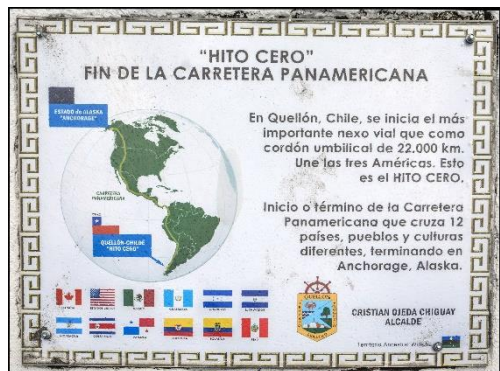 "HITO CERO"
FIN DE LA CARRETERA PANAMERICANA
ESTADO de ALASKA
"ANCHORAGE"
En Quellón, Chile, se inicia el más
importante nexo vial que como
cordón umbilical de 22.000 km.
Une las tres Américas. Esto
es el HITO CERO.
CARRETERA
PANAMERICANA
Inicio o término de la Carretera
Panamericana que cruza 12
países, pueblos y culturas
diferentes, terminando en
Anchorage, Alaska.
QUELLÓN-CHILOÉ
"HITO CERO"
QUELLÓN
CRISTIAN OJEDA CHIGUAY
ALCALDE